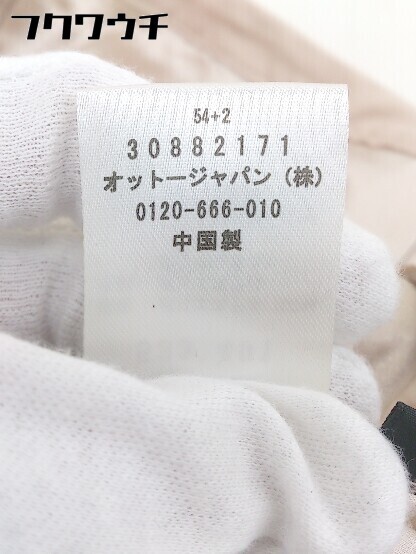 フクワウチ
54+2
30882171
オットージャパン（株）
0120-666-010
中国製